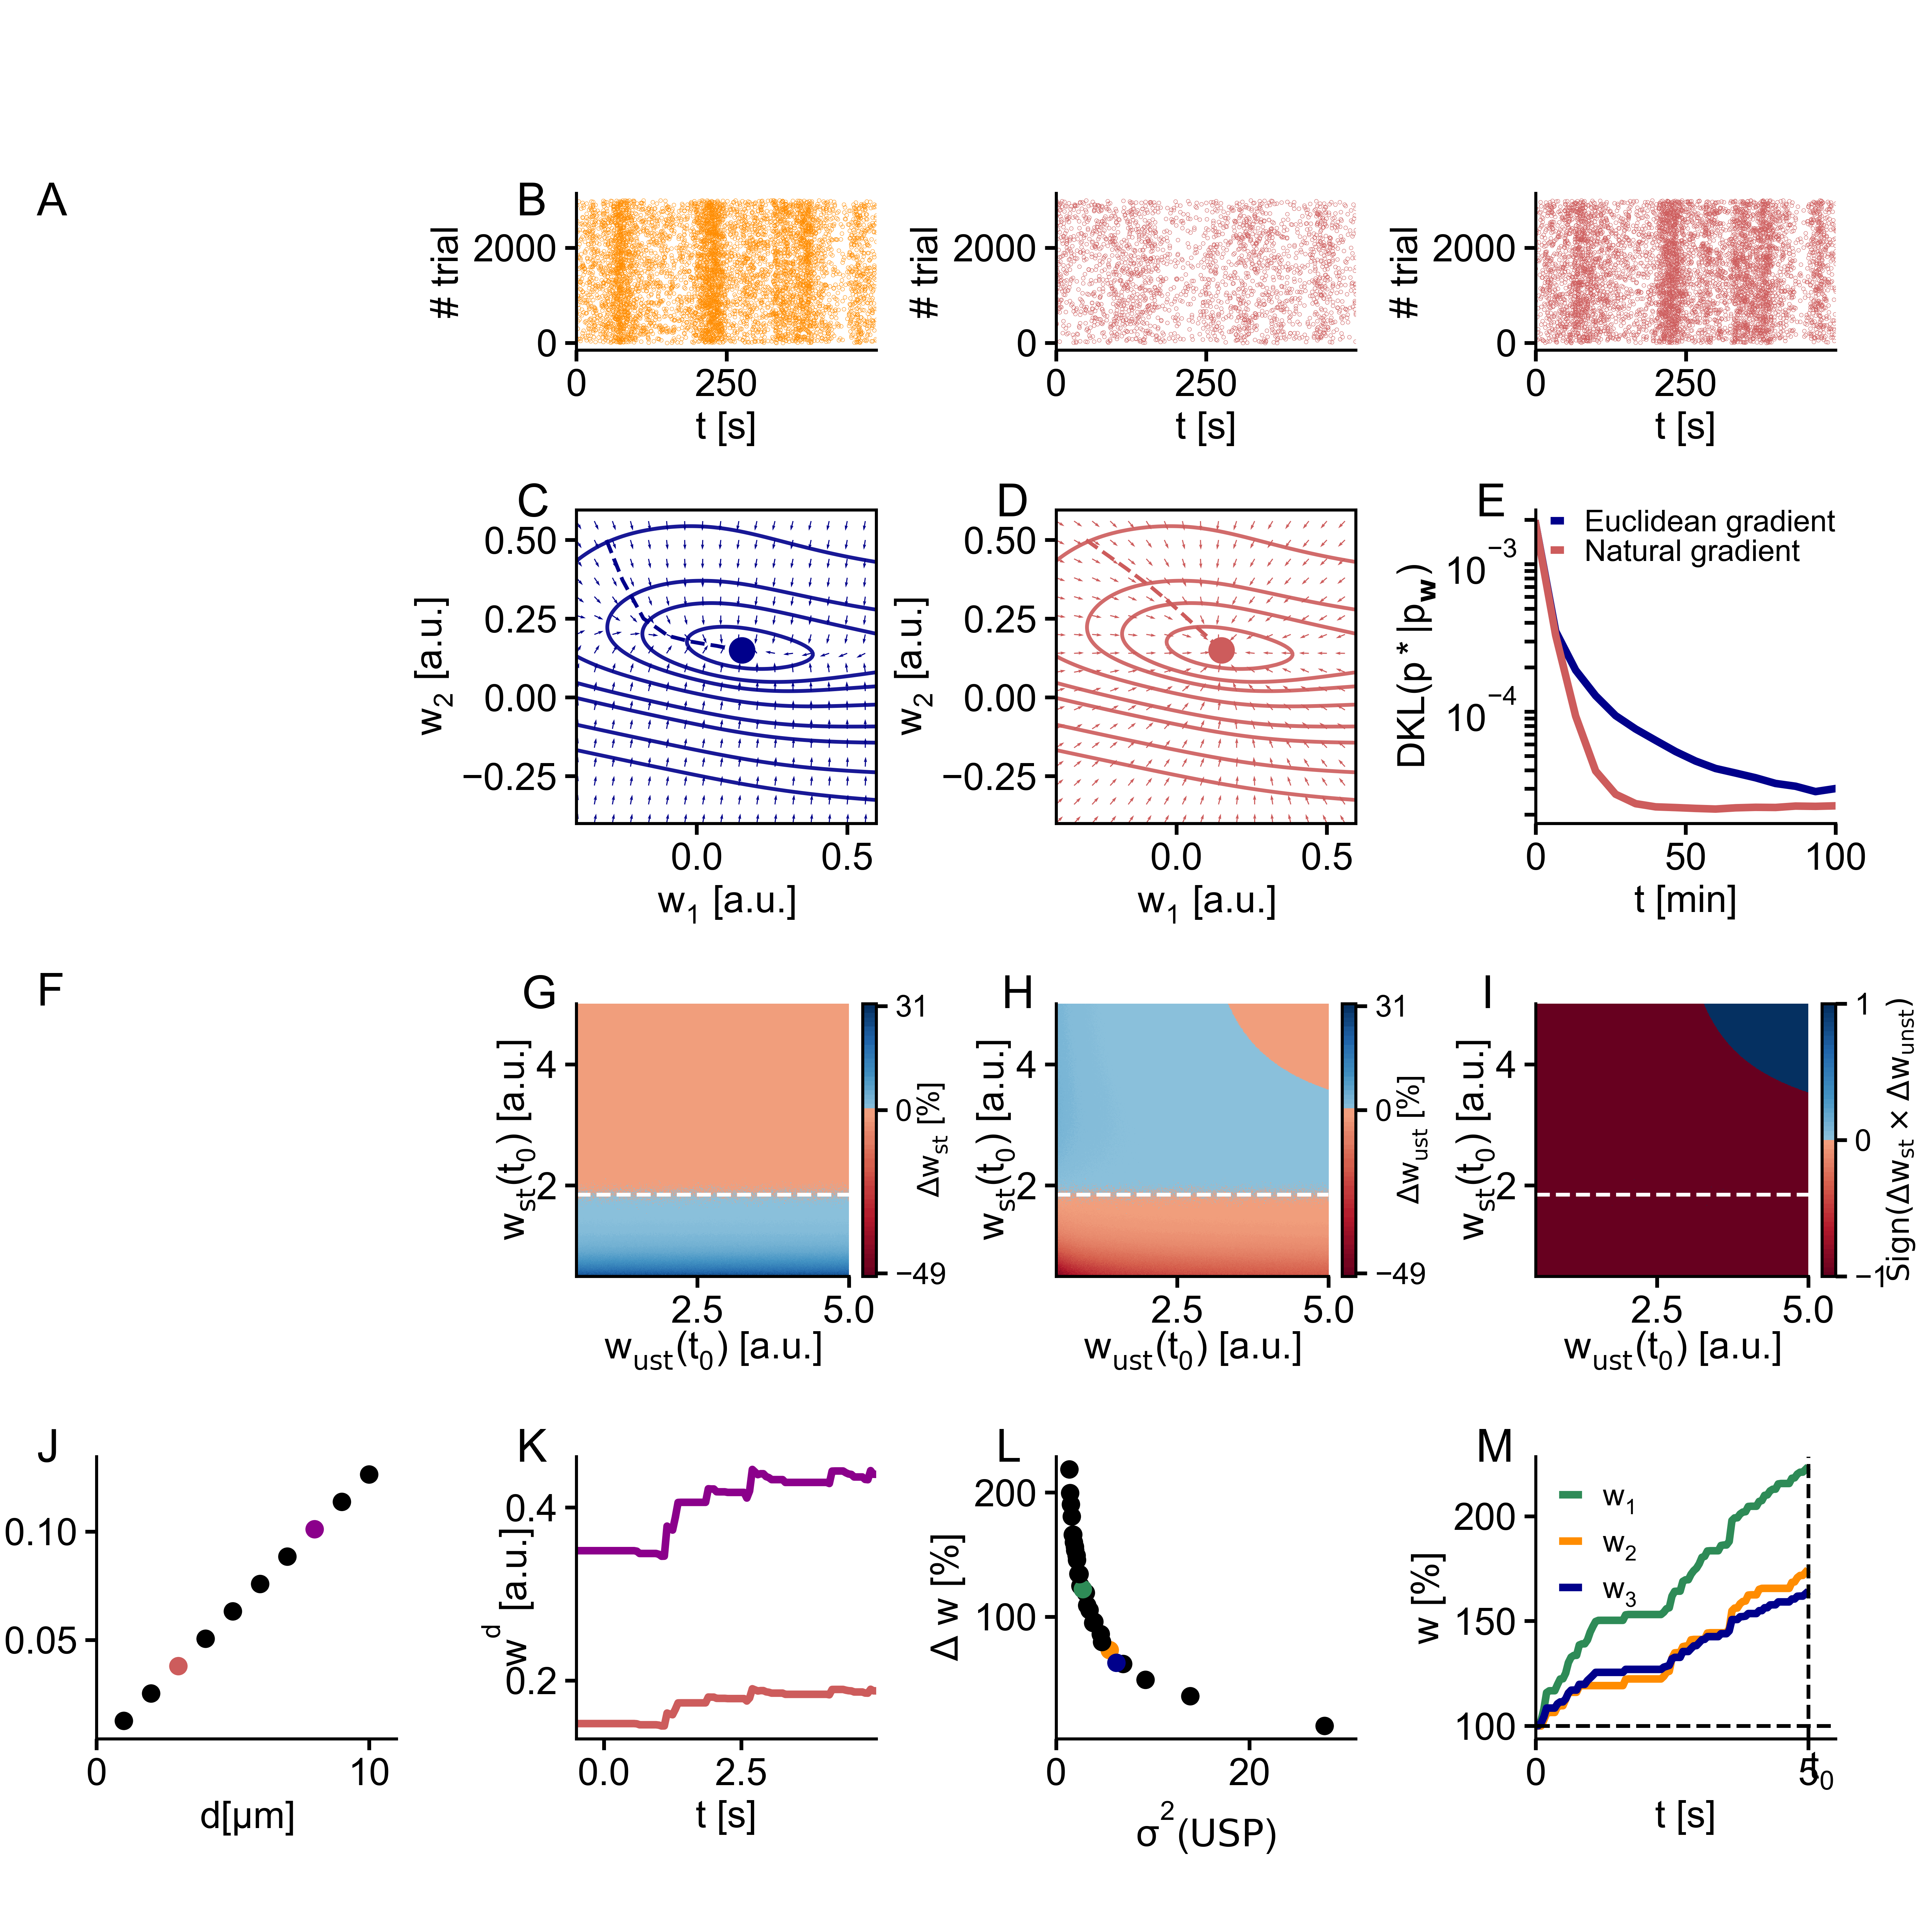 A
B
# trial
2000
0
0
250
t [s]
# trial
2000
0
0
250
t [s]
# trial
2000
0
0
250
t [s]
C
w2 [a.u.]
0.50
0.25
0.00
−0.25
0.0
0.5
w1 [a.u.]
D
w2 [a.u.]
0.50
0.25
0.00
−0.25
0.0
0.5
w1 [a.u.]
E
Euclidean gradient
Natural gradient
DKL(p*|pw)
10−3
10−4
0
50
100
t [min]
F
G
wst(t0) [a.u.]
4
2
2.5
5.0
wust(t0) [a.u.]
31
0
−49
Δwst [%]
H
wst(t0) [a.u.]
4
2
2.5
5.0
wust(t0) [a.u.]
31
0
−49
Δwust [%]
I
wst(t0) [a.u.]
4
2
2.5
5.0
wust(t0) [a.u.]
1
0
−1
Sign(Δwst × Δwunst)
J
0.10
0.05
0
10
d[µm]
K
wd [a.u.]
0.4
0.2
0.0
2.5
t [s]
L
Δ w [%]
200
100
0
20
σ2(USP)
M
w [%]
w1
w2
w3
200
150
100
0
5
t0
t [s]